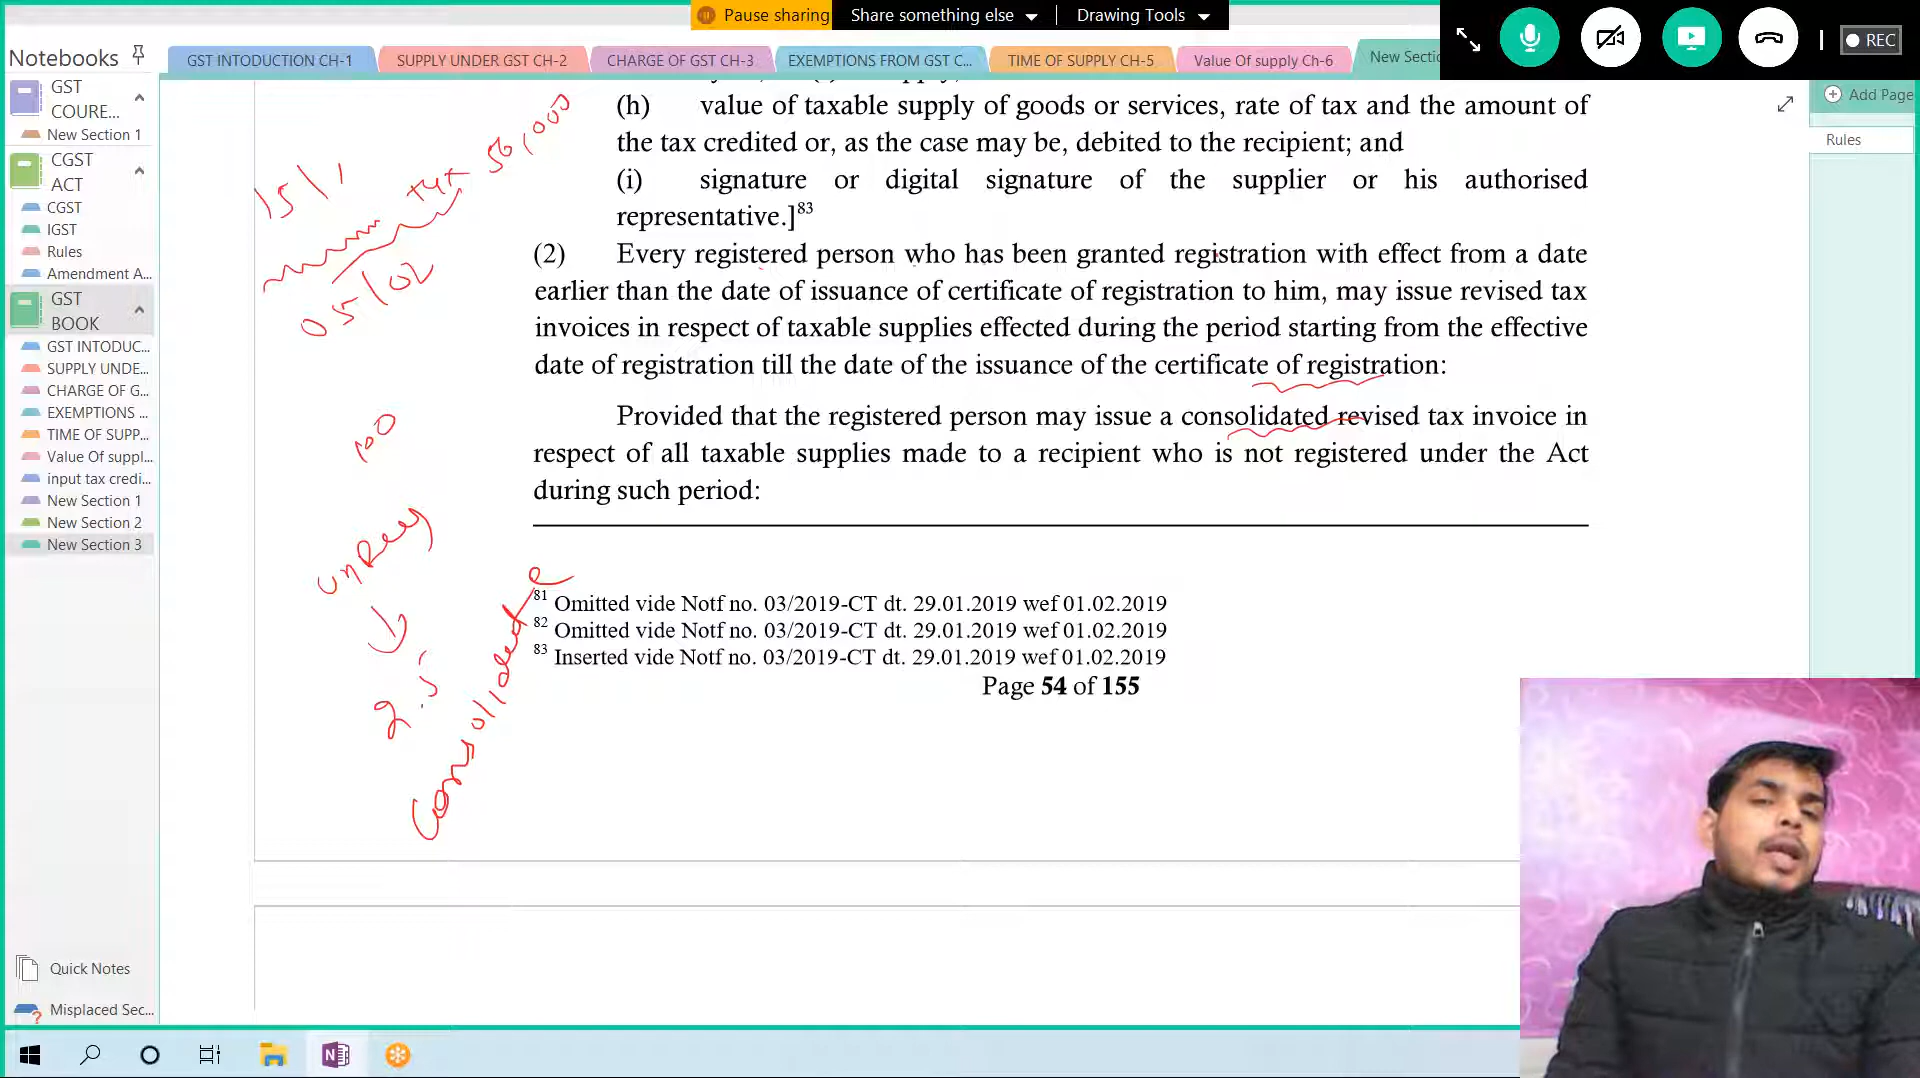 Pause sharing
Share something else
Drawing Tools
REC
Notebooks
GST INTODUCTION CH-1
SUPPLY UNDER GST CH-2
CHARGE OF GST CH-3
EXEMPTIONS FROM GST C...
TIME OF SUPPLY CH-5
Value Of supply Ch-6
New Sectio
Add Page
Rules
GST
COURE...
New Section 1
CGST
ACT
CGST
IGST
Rules
Amendment A...
GST
BOOK
GST INTODUC...
SUPPLY UNDE...
CHARGE OF G...
EXEMPTIONS ...
TIME OF SUPP...
Value Of suppl...
input tax credi...
New Section 1
New Section 2
New Section 3
Quick Notes
Misplaced Sec...
(h) value of taxable supply of goods or services, rate of tax and the amount of
the tax credited or, as the case may be, debited to the recipient; and
(i) signature or digital signature of the supplier or his authorised
representative.]83
(2) Every registered person who has been granted registration with effect from a date
earlier than the date of issuance of certificate of registration to him, may issue revised tax
invoices in respect of taxable supplies effected during the period starting from the effective
date of registration till the date of the issuance of the certificate of registration:
Provided that the registered person may issue a consolidated revised tax invoice in
respect of all taxable supplies made to a recipient who is not registered under the Act
during such period:
81 Omitted vide Notf no. 03/2019-CT dt. 29.01.2019 wef 01.02.2019
82 Omitted vide Notf no. 03/2019-CT dt. 29.01.2019 wef 01.02.2019
83 Inserted vide Notf no. 03/2019-CT dt. 29.01.2019 wef 01.02.2019
Page 54 of 155
15/1
05/02
100
unReg
2.5
Consolidate